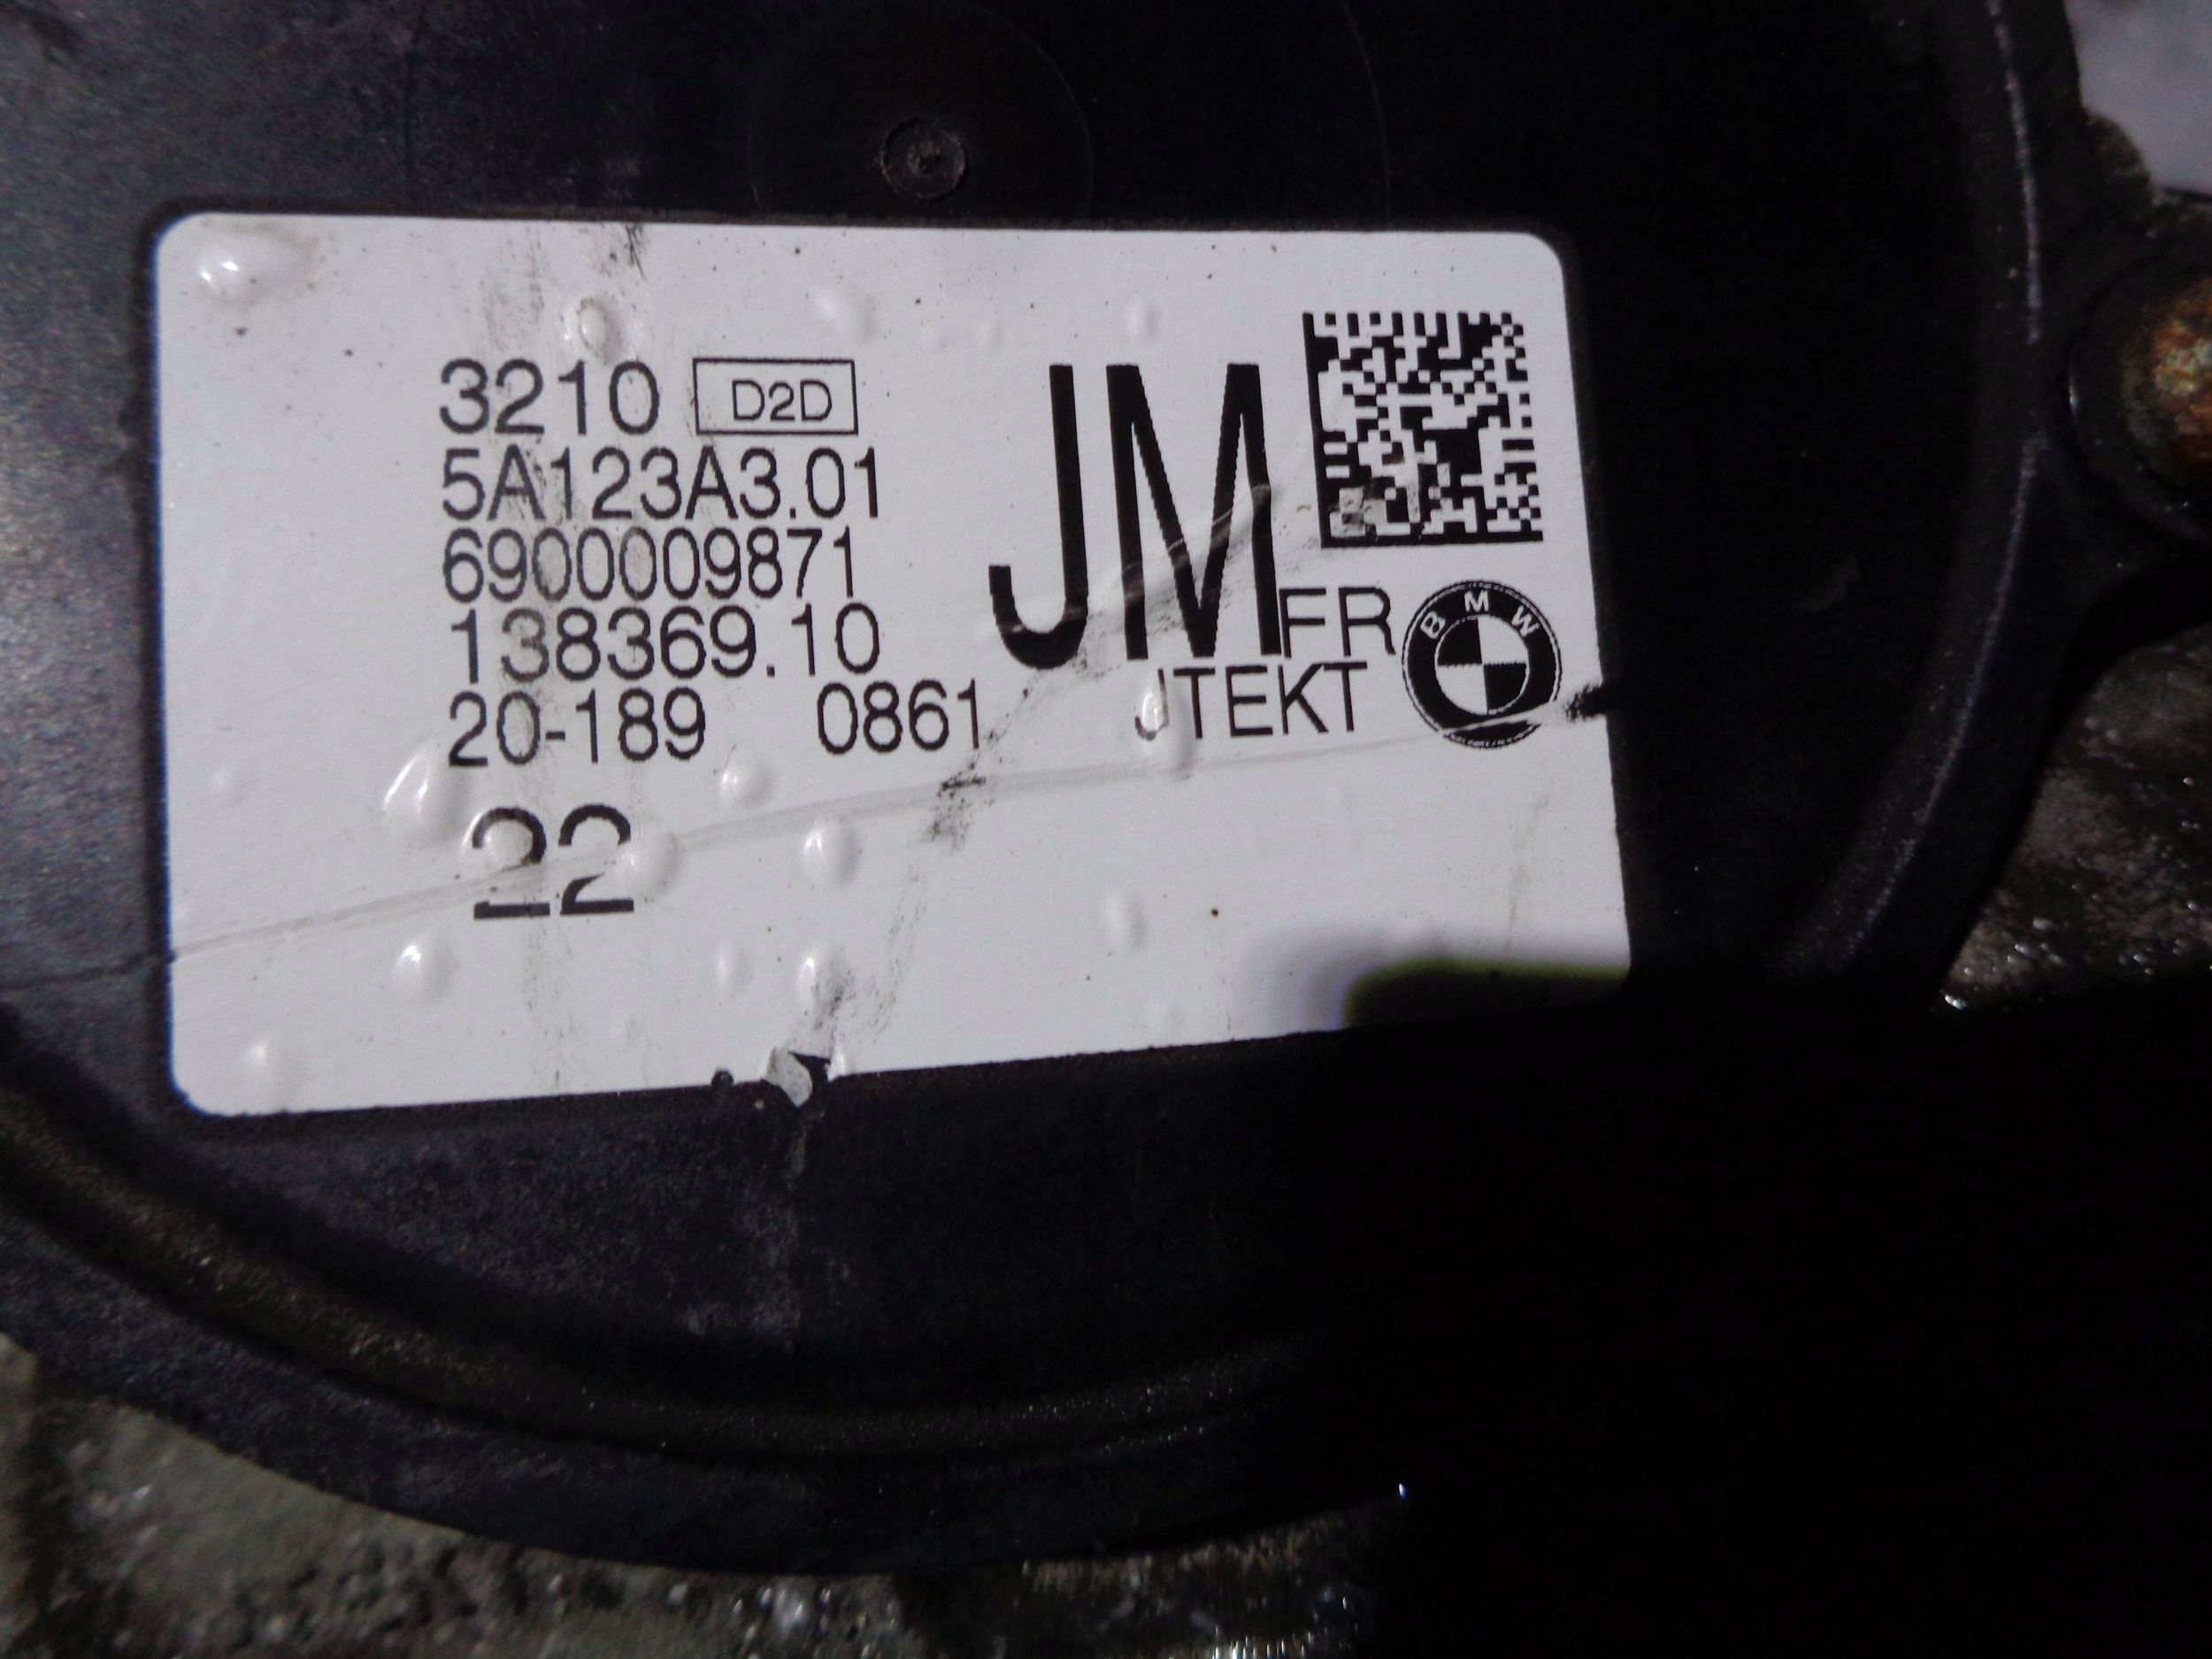 3210 D2D
5A123A3.01
6900009871
138369.10
20-189 0861
22
JM
FR
JTEKT
BMW